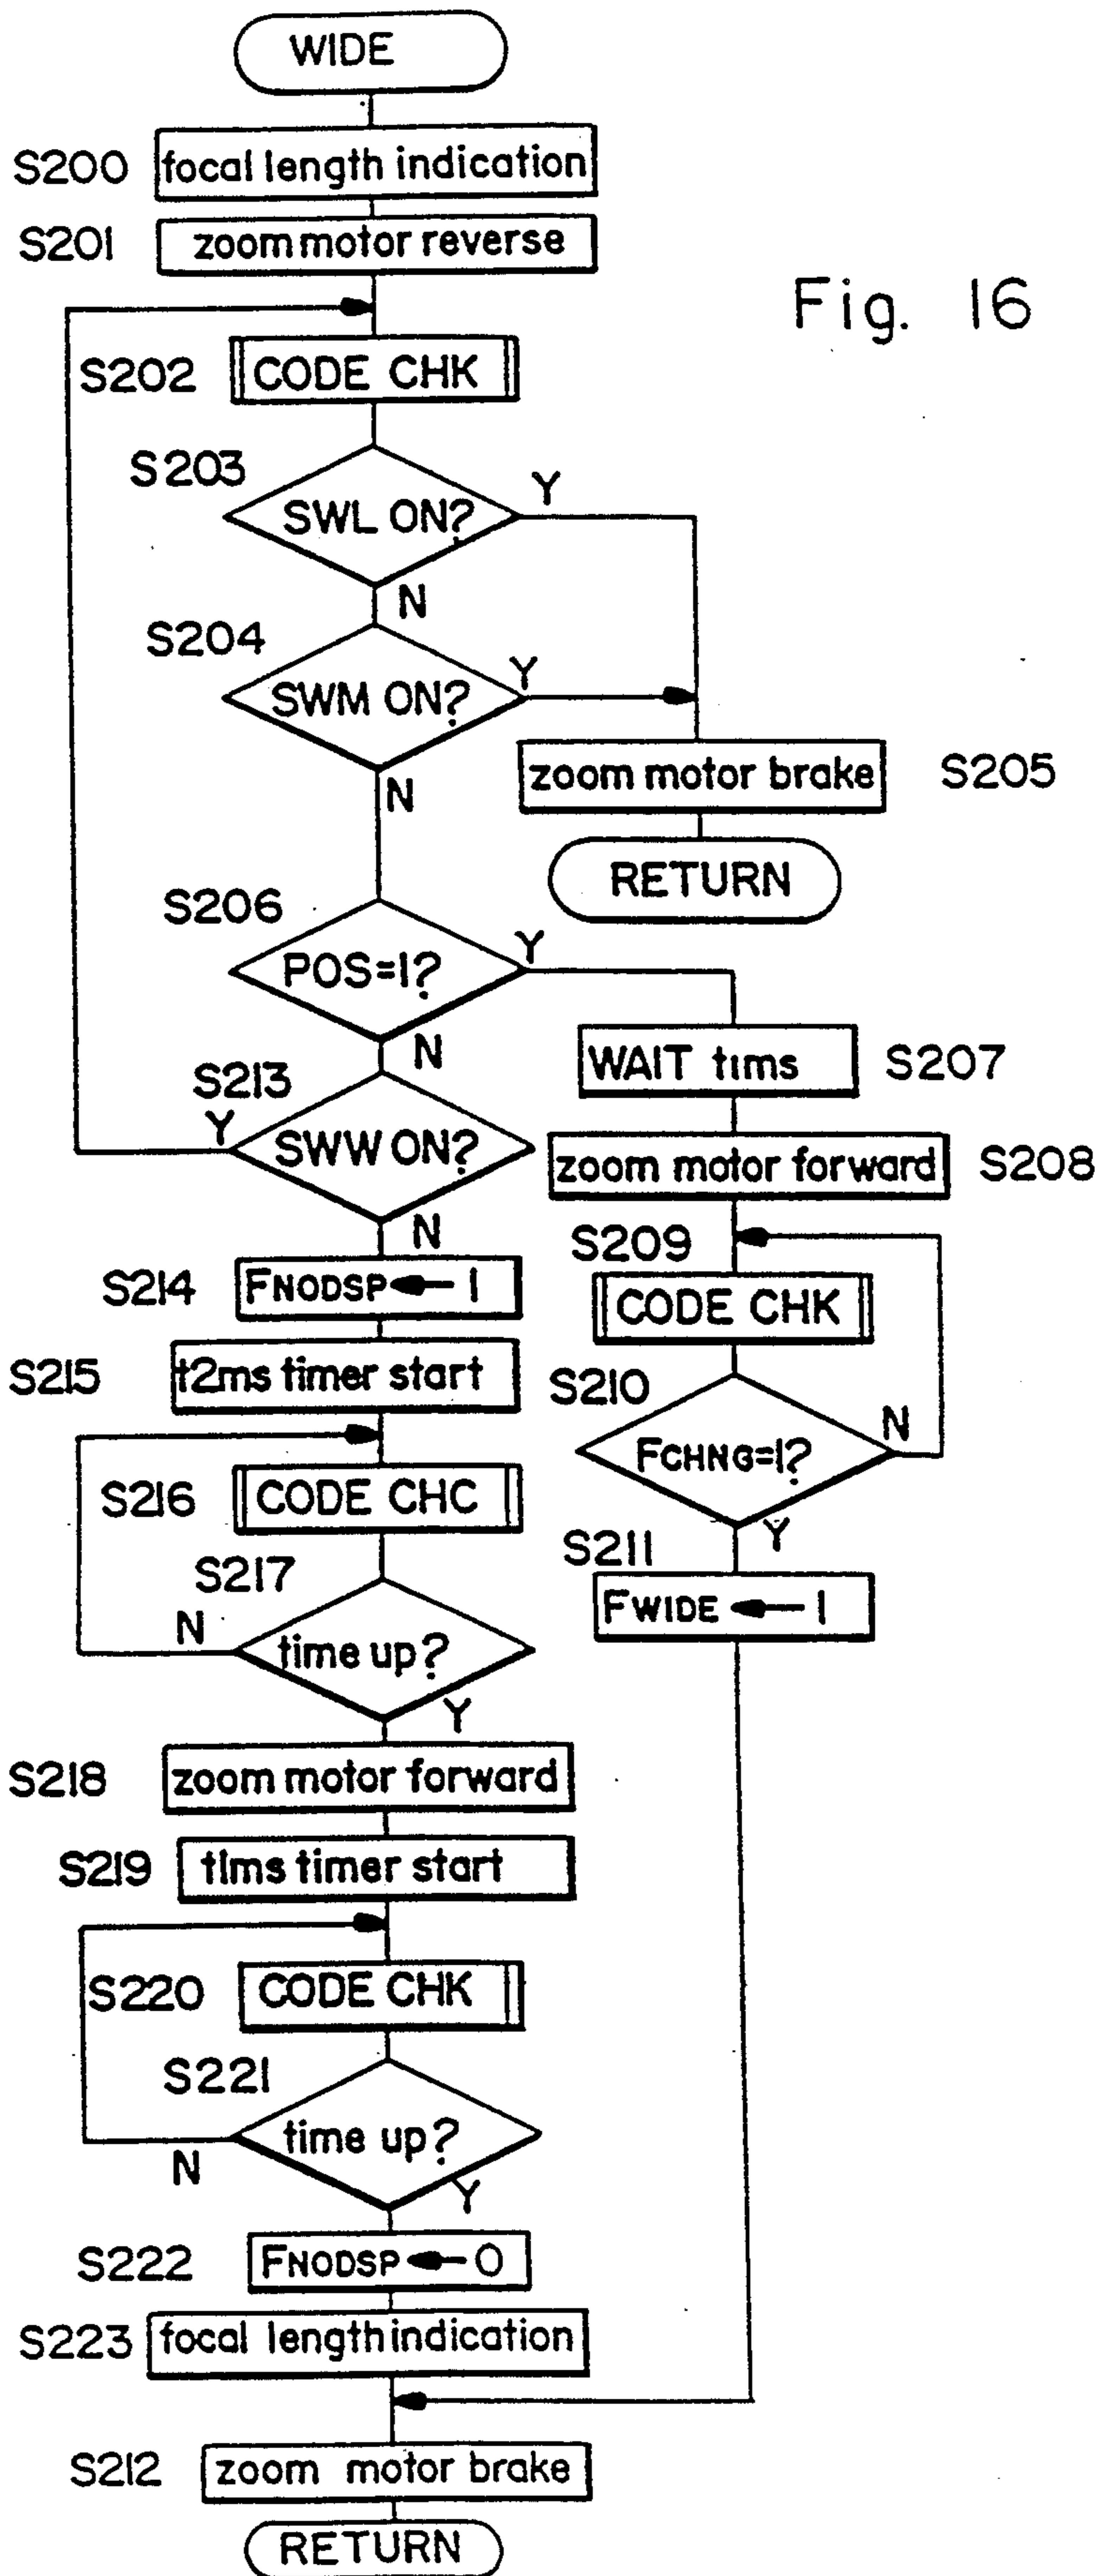 WIDE
S200 focal length indication
S201 zoom motor reverse
Fig. 16
S202 CODE CHK
S203
SWL ON? Y
N
S204
SWM ON? Y
N
zoom motor brake S205
RETURN
S206
POS=1? Y
N
WAIT t1ms S207
S213
Y SWW ON?
N
zoom motor forward S208
S209
CODE CHK
S214 FNODSP ← 1
S215 t2ms timer start
S210
FCHNG=1? N
Y
S216 CODE CHC
S211
FWIDE ← 1
S217
N time up?
Y
S218 zoom motor forward
S219 t1ms timer start
S220 CODE CHK
S221
time up?
N
Y
S222 FNODSP ← 0
S223 focal length indication
S212 zoom motor brake
RETURN